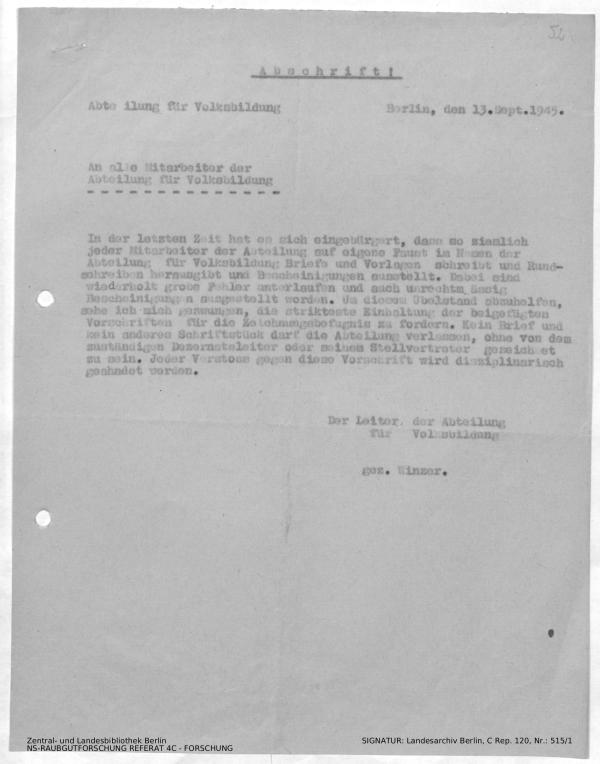 52
Abschrift!
Abte ilung für Volksbildung
Berlin, den 13.Sept.1945.
An alle Mitarbeiter der
Abteilung für Volksbildung
In der letzten Zeit hat es sich eingebürgert, dass so ziemlich
jeder Mitarbeiter der Abteilung auf eigene Faust im Namen der
Abteilung für Volksbildung Briefe und Vorlagen schreibt und Rund-
schreiben herausgibt und Bescheinigungen ausstellt. Dabei sind
wiederholt grobe Fehler unterlaufen und auch unrechtm ässig
Bescheinigungen ausgestellt worden. Um diesem Übelstand abzuhelfen,
sehe ich mich gezwungen, die strikteste Einhaltung der beigefügten
Vorschriften für die Zeichnungsbefugnis zu fordern. Kein Brief und
kein anderes Schriftstück darf die Abteilung verlassen, ohne von dem
zuständigen Dezernatsleiter oder seinem Stellvertreter gezeichnet
zu sein. Jeder Verstoss gegen diese Vorschrift wird disziplinarisch
geahndet werden.
Der Leiter. der Abteilung
für Volksbildung
gez. Winzer.
Zentral- und Landesbibliothek Berlin
NS-RAUBGUTFORSCHUNG REFERAT 4C - FORSCHUNG
SIGNATUR: Landesarchiv Berlin, C Rep. 120, Nr.: 515/1